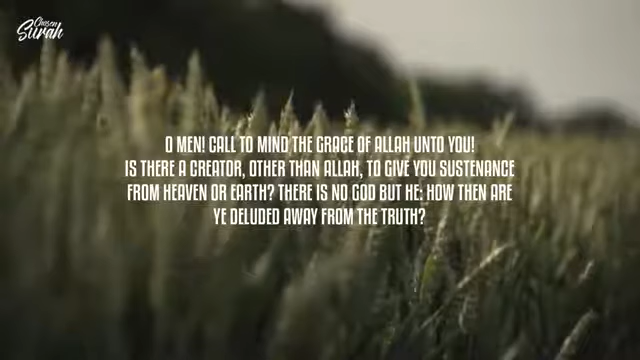 Chosen
Surah
O MEN! CALL TO MIND THE GRACE OF ALLAH UNTO YOU!
IS THERE A CREATOR, OTHER THAN ALLAH, TO GIVE YOU SUSTENANCE
FROM HEAVEN OR EARTH? THERE IS NO GOD BUT HE: HOW THEN ARE
YE DELUDED AWAY FROM THE TRUTH?